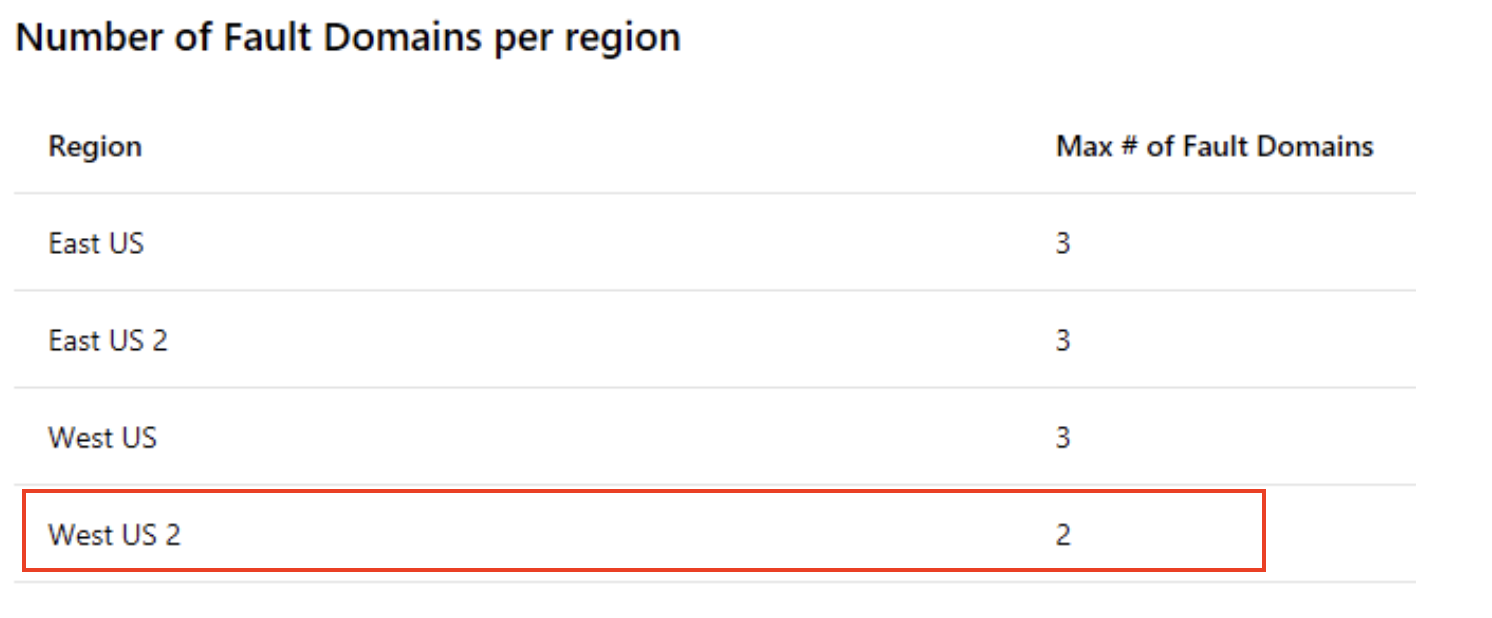 Number of Fault Domains per region
Region Max # of Fault Domains
East US 3
East US 2 3
West US 3
West US 2 2